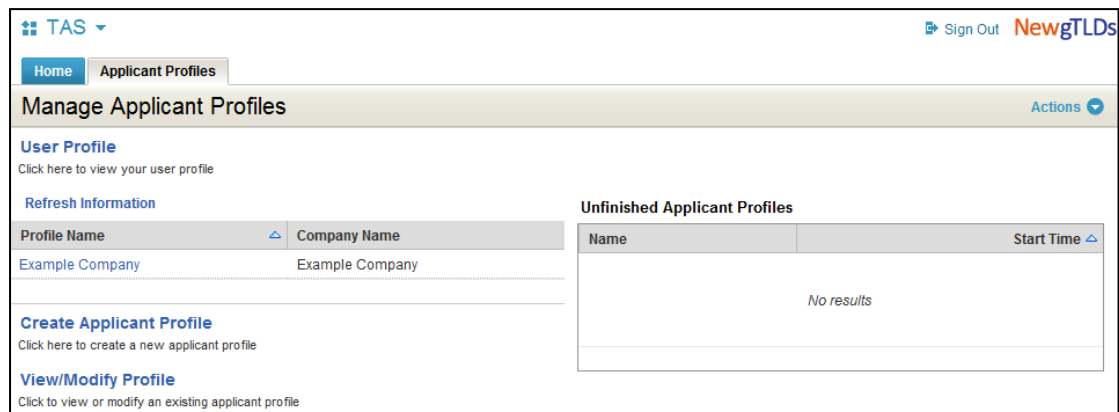 TAS
Sign Out NewgTLDs
Home Applicant Profiles
Manage Applicant Profiles Actions
User Profile
Click here to view your user profile
Refresh Information
Profile Name Company Name
Example Company Example Company
Unfinished Applicant Profiles
Name Start Time
No results
Create Applicant Profile
Click here to create a new applicant profile
View/Modify Profile
Click to view or modify an existing applicant profile